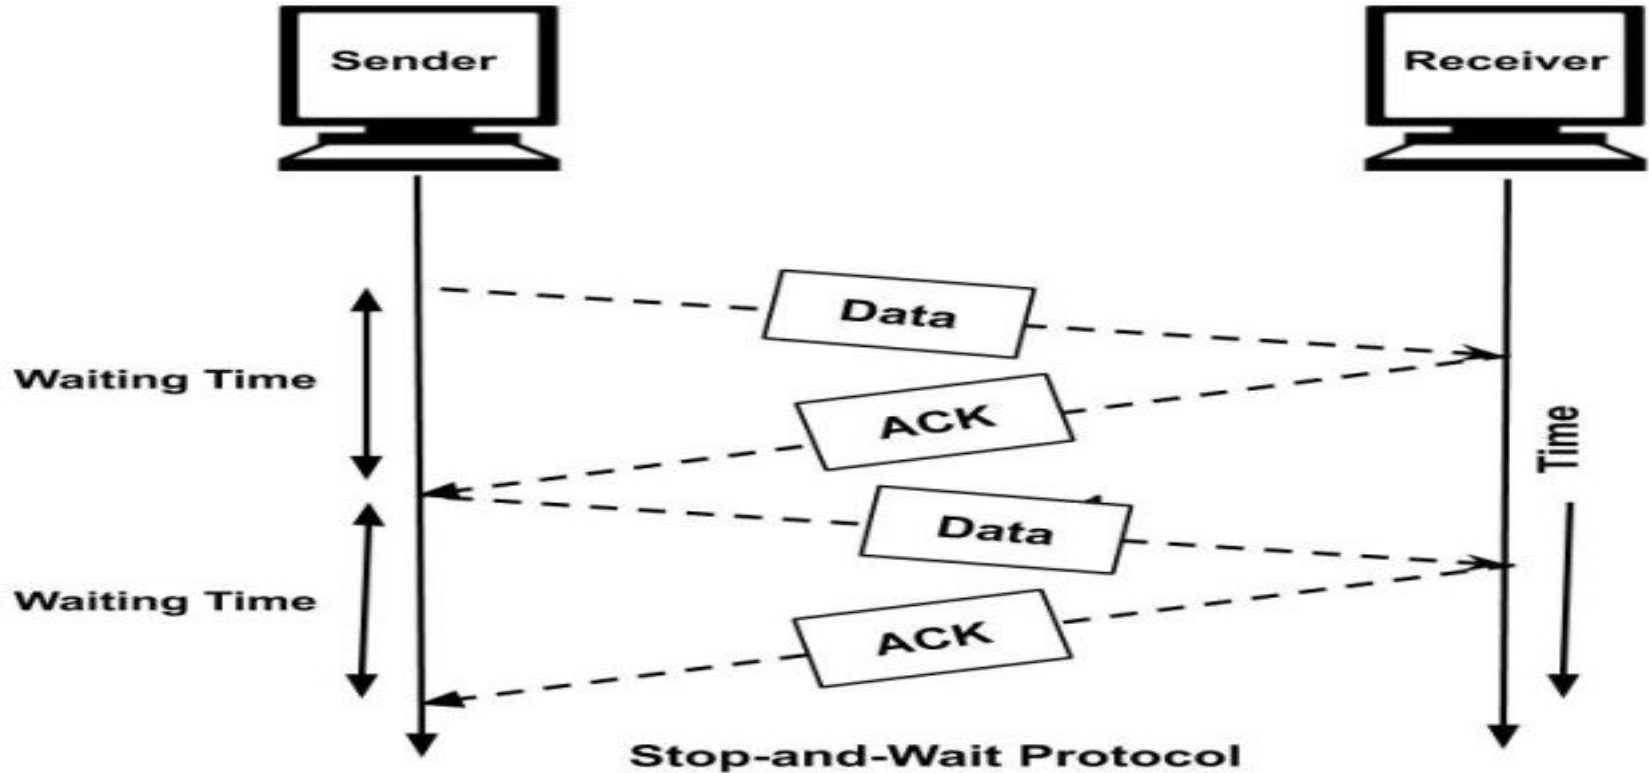 Sender
Receiver
Data
Waiting Time
ACK
Time
Data
Waiting Time
ACK
Stop-and-Wait Protocol